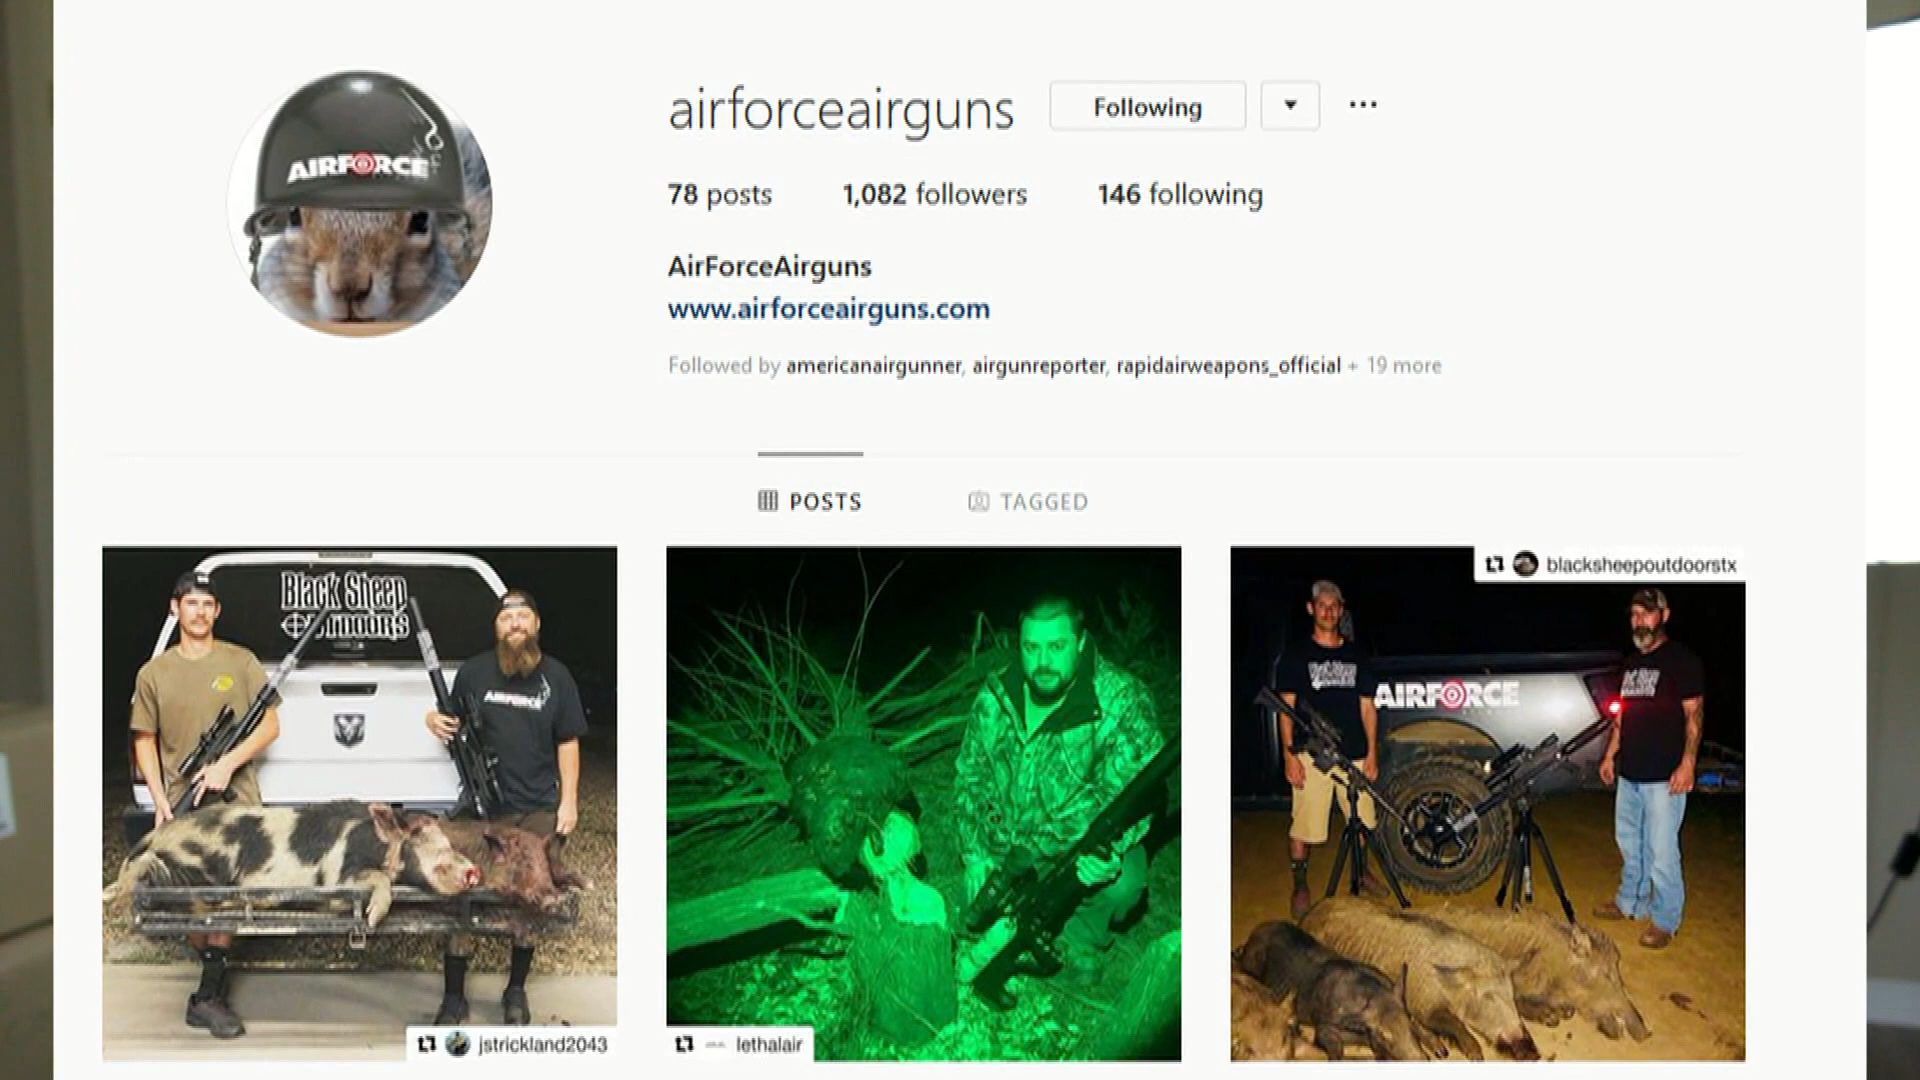 AIRFORCE
airforceairguns
Following
78 posts 1,082 followers 146 following
AirForceAirguns
www.airforceairguns.com
Followed by americanairgunner, airgunreporter, rapidairweapons_official + 19 more
POSTS TAGGED
Black Sheep
OUTDOORS
AIRFORCE
jstrickland2043
lethalair
blacksheepoutdoorstx
AIRFORCE